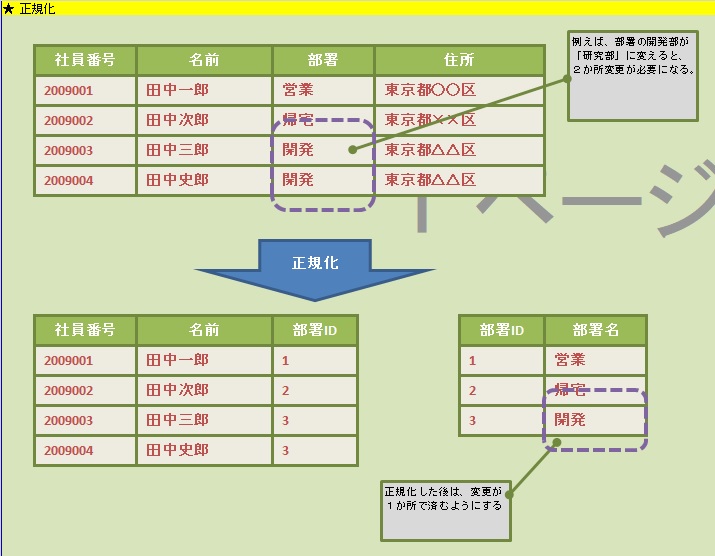 ★ 正規化
例えば、部署の開発部が
「研究部」に変えると、
２か所変更が必要になる。
社員番号 名前 部署 住所
2009001 田中一郎 営業 東京都〇〇区
2009002 田中次郎 帰宅 東京都××区
2009003 田中三郎 開発 東京都△△区
2009004 田中史郎 開発 東京都△△区
1 ページ
正規化
社員番号 名前 部署ID
2009001 田中一郎 1
2009002 田中次郎 2
2009003 田中三郎 3
2009004 田中史郎 3
部署ID 部署名
1 営業
2 帰宅
3 開発
正規化した後は、変更が
１か所で済むようにする